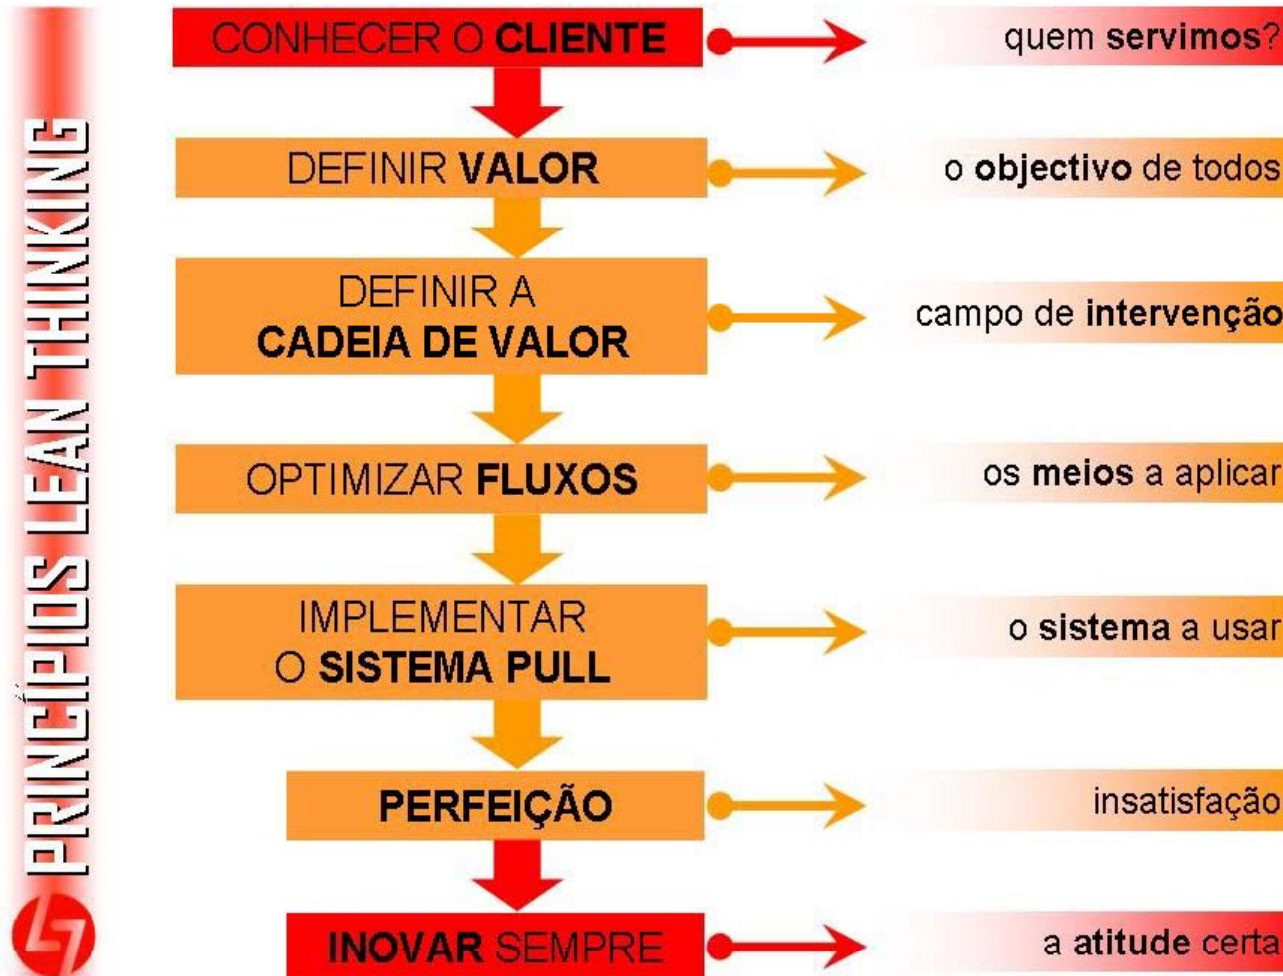 PRINCÍPIOS LEAN THINKING
CONHECER O CLIENTE
quem servimos?
DEFINIR VALOR
o objectivo de todos
DEFINIR A
CADEIA DE VALOR
campo de intervenção
OPTIMIZAR FLUXOS
os meios a aplicar
IMPLEMENTAR
O SISTEMA PULL
o sistema a usar
PERFEIÇÃO
insatisfação
INOVAR SEMPRE
a atitude certa